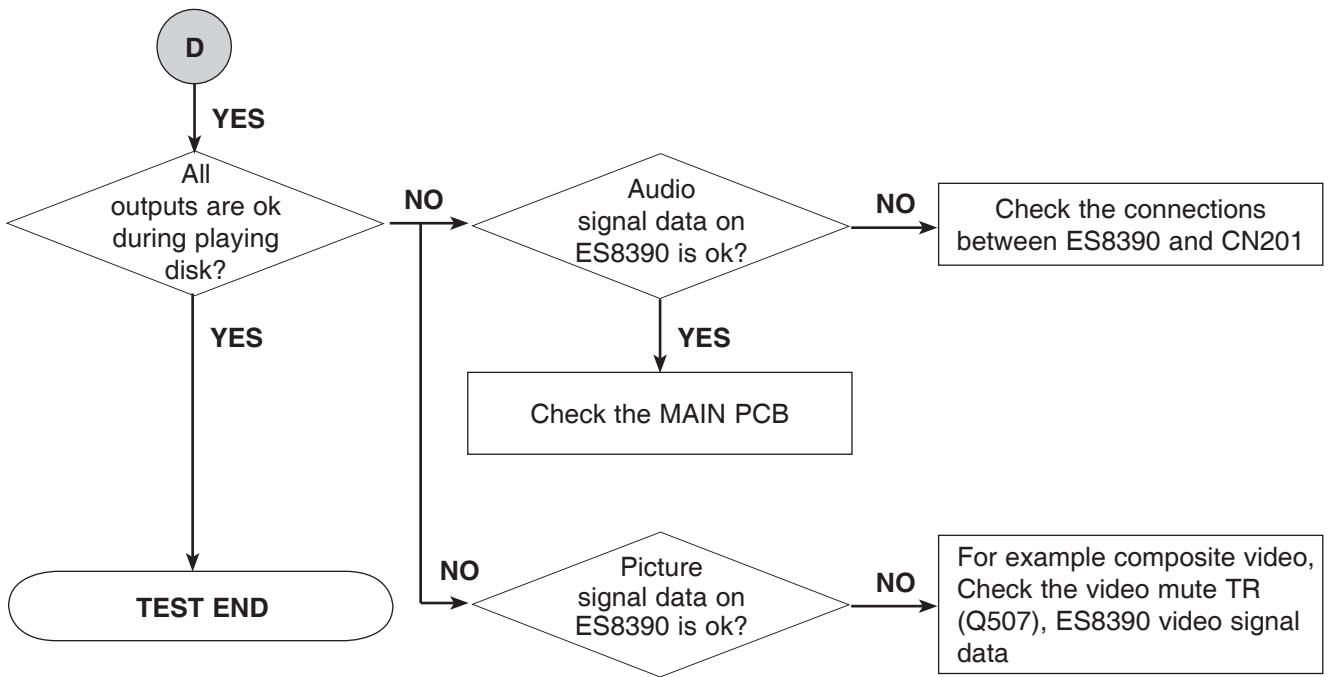 D
YES
All
outputs are ok
during playing
disk?
NO
Audio
signal data on
ES8390 is ok?
NO
Check the connections
between ES8390 and CN201
YES
YES
Check the MAIN PCB
TEST END
NO
Picture
signal data on
ES8390 is ok?
NO
For example composite video,
Check the video mute TR
(Q507), ES8390 video signal
data